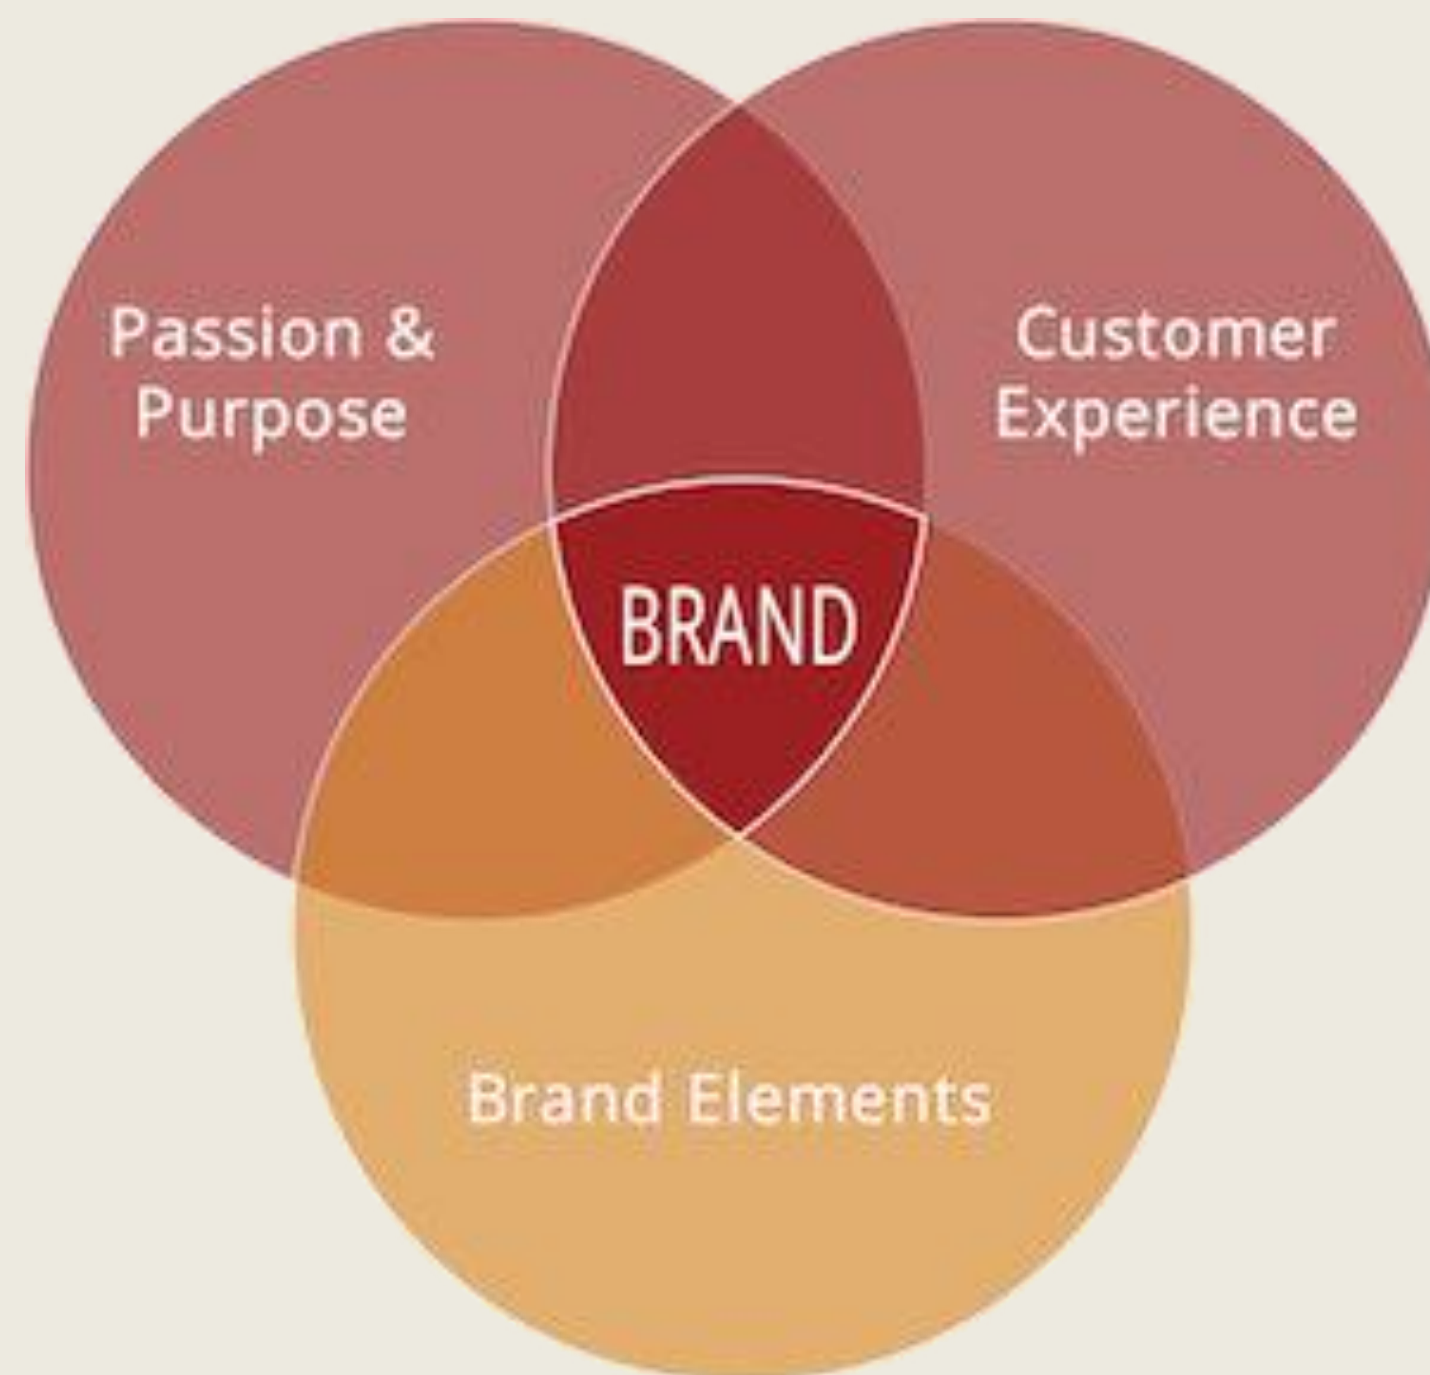 Passion &
Purpose
Customer
Experience
BRAND
Brand Elements